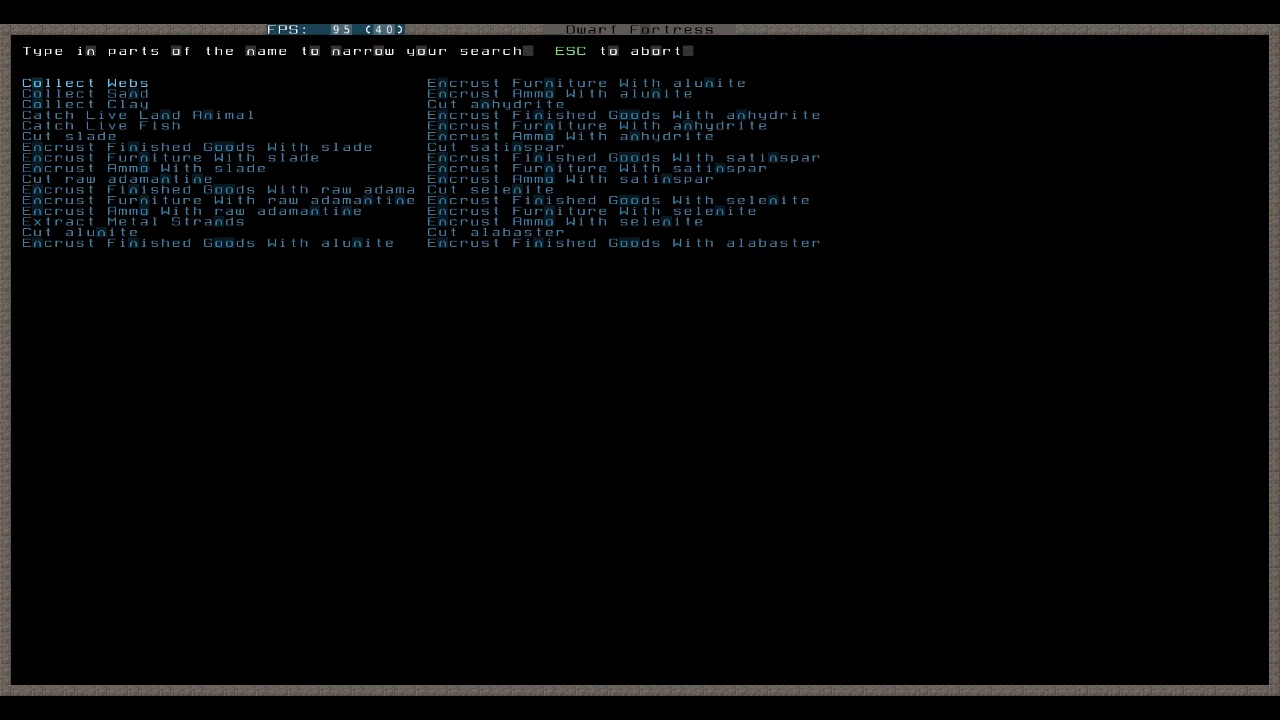 FPS: 95 (40) Dwarf Fortress
Type in parts of the name to narrow your search. ESC to abort.
Collect Webs
Collect Sand
Collect Clay
Catch Live Land Animal
Catch Live Fish
Cut slade
Encrust Finished Goods With slade
Encrust Furniture With slade
Encrust Ammo With slade
Cut raw adamantine
Encrust Finished Goods With raw adama
Encrust Furniture With raw adamantine
Encrust Ammo With raw adamantine
Extract Metal Strands
Cut alunite
Encrust Finished Goods With alunite
Encrust Furniture With alunite
Encrust Ammo With alunite
Cut anhydrite
Encrust Finished Goods With anhydrite
Encrust Furniture With anhydrite
Encrust Ammo With anhydrite
Cut satinspar
Encrust Finished Goods With satinspar
Encrust Furniture With satinspar
Encrust Ammo With satinspar
Cut selenite
Encrust Finished Goods With selenite
Encrust Furniture With selenite
Encrust Ammo With selenite
Cut alabaster
Encrust Finished Goods With alabaster